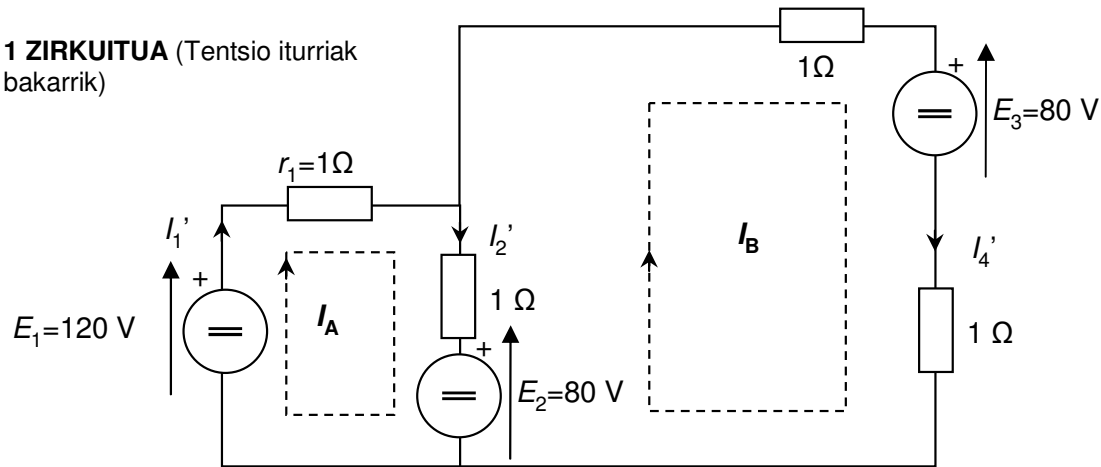 1 ZIRKUITUA (Tentsio iturriak
bakarrik)
1Ω
+
E3=80 V
r1=1Ω
I1’
I2’
IB
I4’
+
1 Ω
E1=120 V
IA
+
1 Ω
E2=80 V